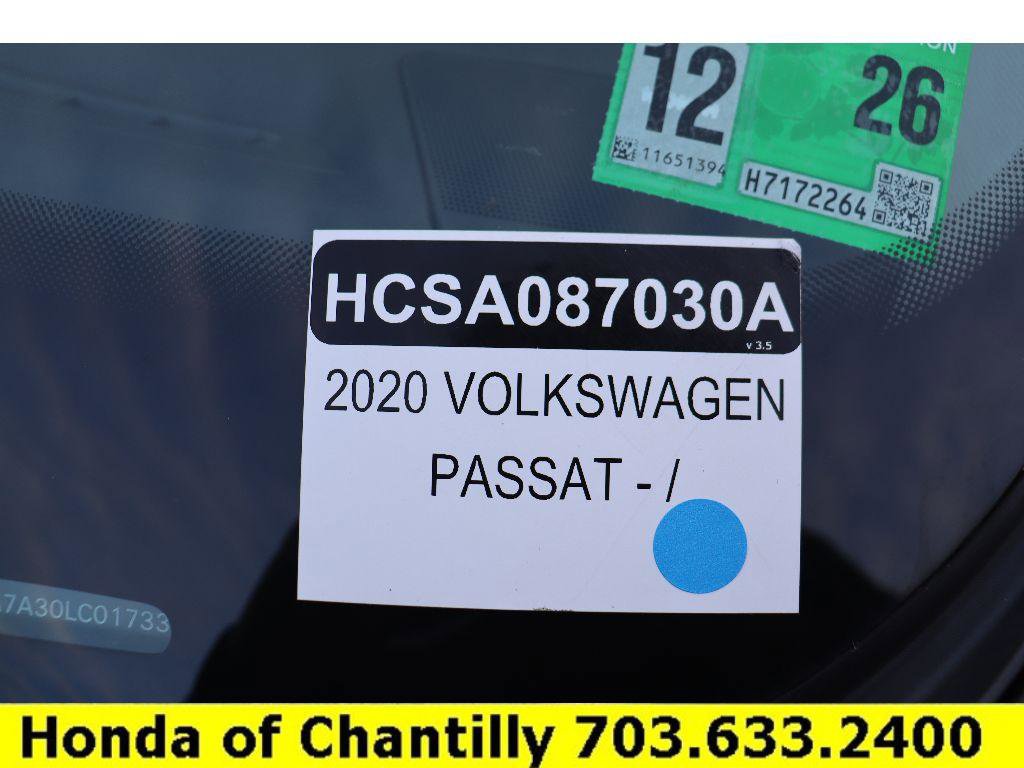 12
26
11651394
H7172264
HCSA087030A
v 3.5
2020 VOLKSWAGEN
PASSAT - /
7A30LC01733
Honda of Chantilly 703.633.2400